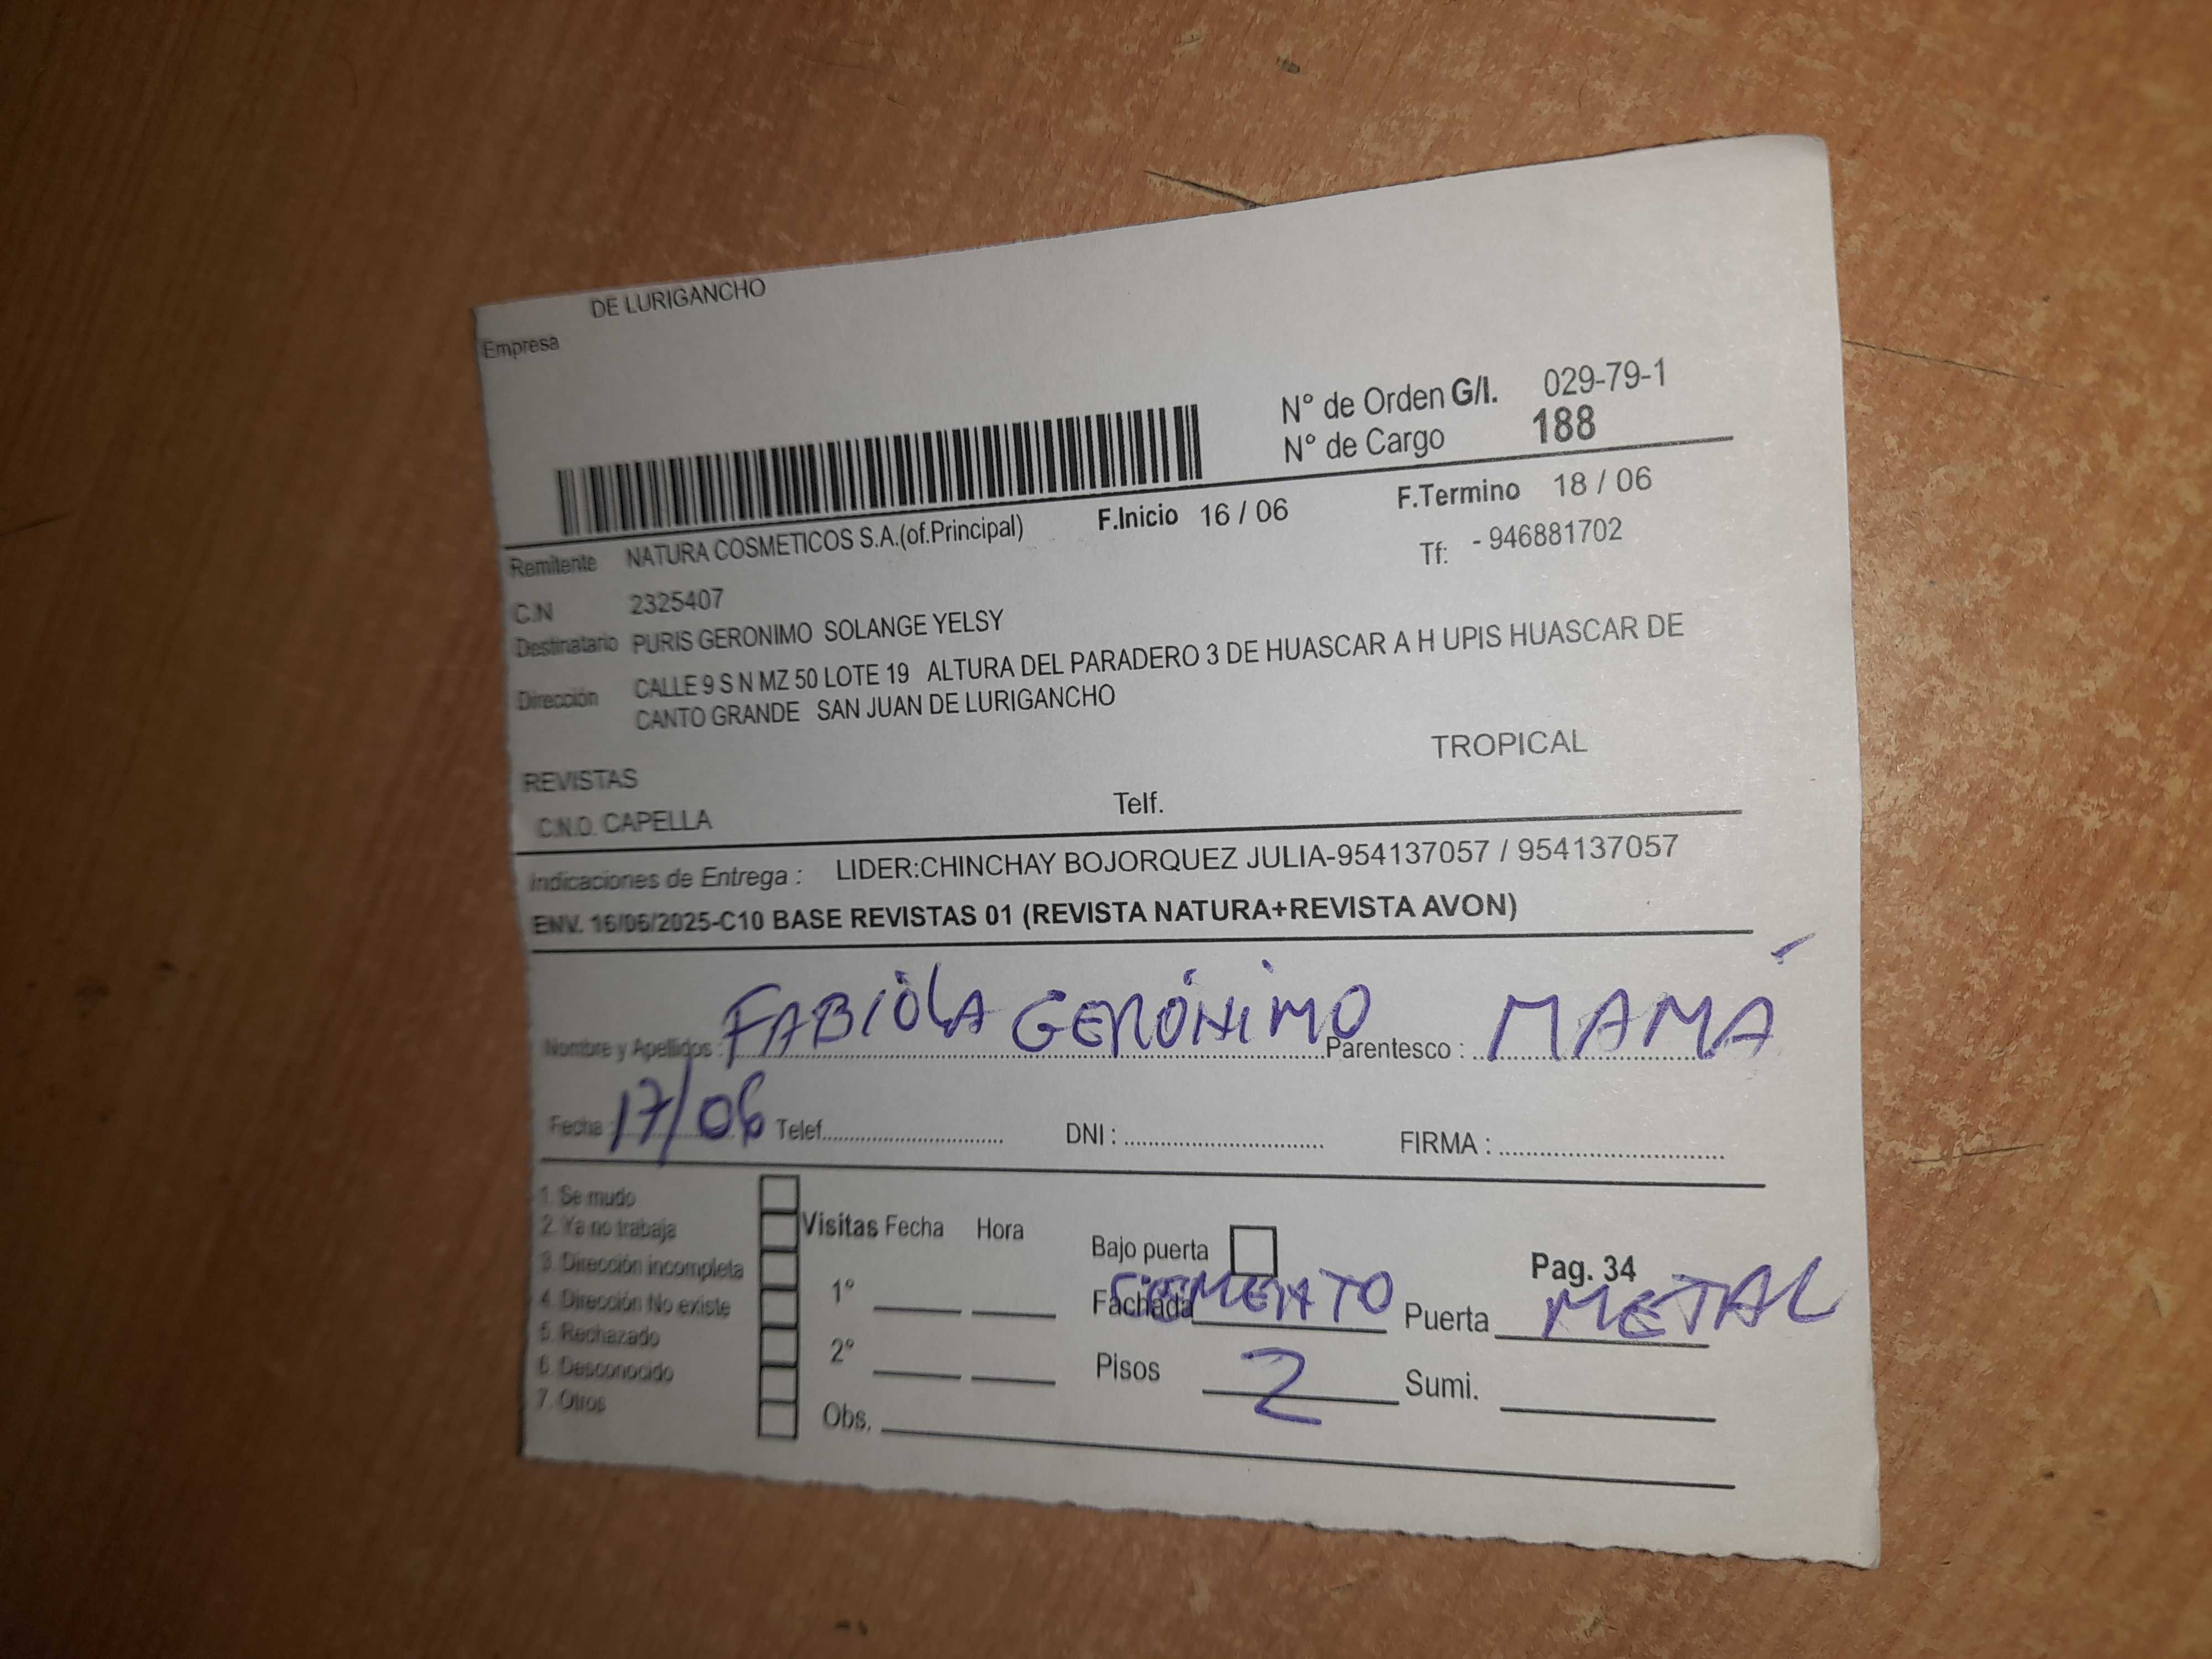 DE LURIGANCHO
Empresa
N° de Orden G/I. 029-79-1
N° de Cargo 188
F.Inicio 16 / 06 F.Termino 18 / 06
Remitente NATURA COSMETICOS S.A.(of.Principal) Tf: - 946881702
C.N 2325407
Destinatario PURIS GERONIMO SOLANGE YELSY
Dirección CALLE 9 S N MZ 50 LOTE 19 ALTURA DEL PARADERO 3 DE HUASCAR A H UPIS HUASCAR DE
CANTO GRANDE SAN JUAN DE LURIGANCHO
TROPICAL
REVISTAS
C.N.O. CAPELLA Telf.
Indicaciones de Entrega : LIDER:CHINCHAY BOJORQUEZ JULIA-954137057 / 954137057
ENV. 16/06/2025-C10 BASE REVISTAS 01 (REVISTA NATURA+REVISTA AVON)
Nombre y Apellidos : FABIOLA GERÓNIMO Parentesco : MAMÁ
Fecha : 17/06 Telef. DNI : FIRMA :
1. Se mudo
2. Ya no trabaja
3. Dirección incompleta
4. Dirección No existe
5. Rechazado
6. Desconocido
7. Otros
Visitas Fecha Hora
1°
2°
Obs.
Bajo puerta Pag. 34
Fachada CEMENTO Puerta METAL
Pisos 2 Sumi.